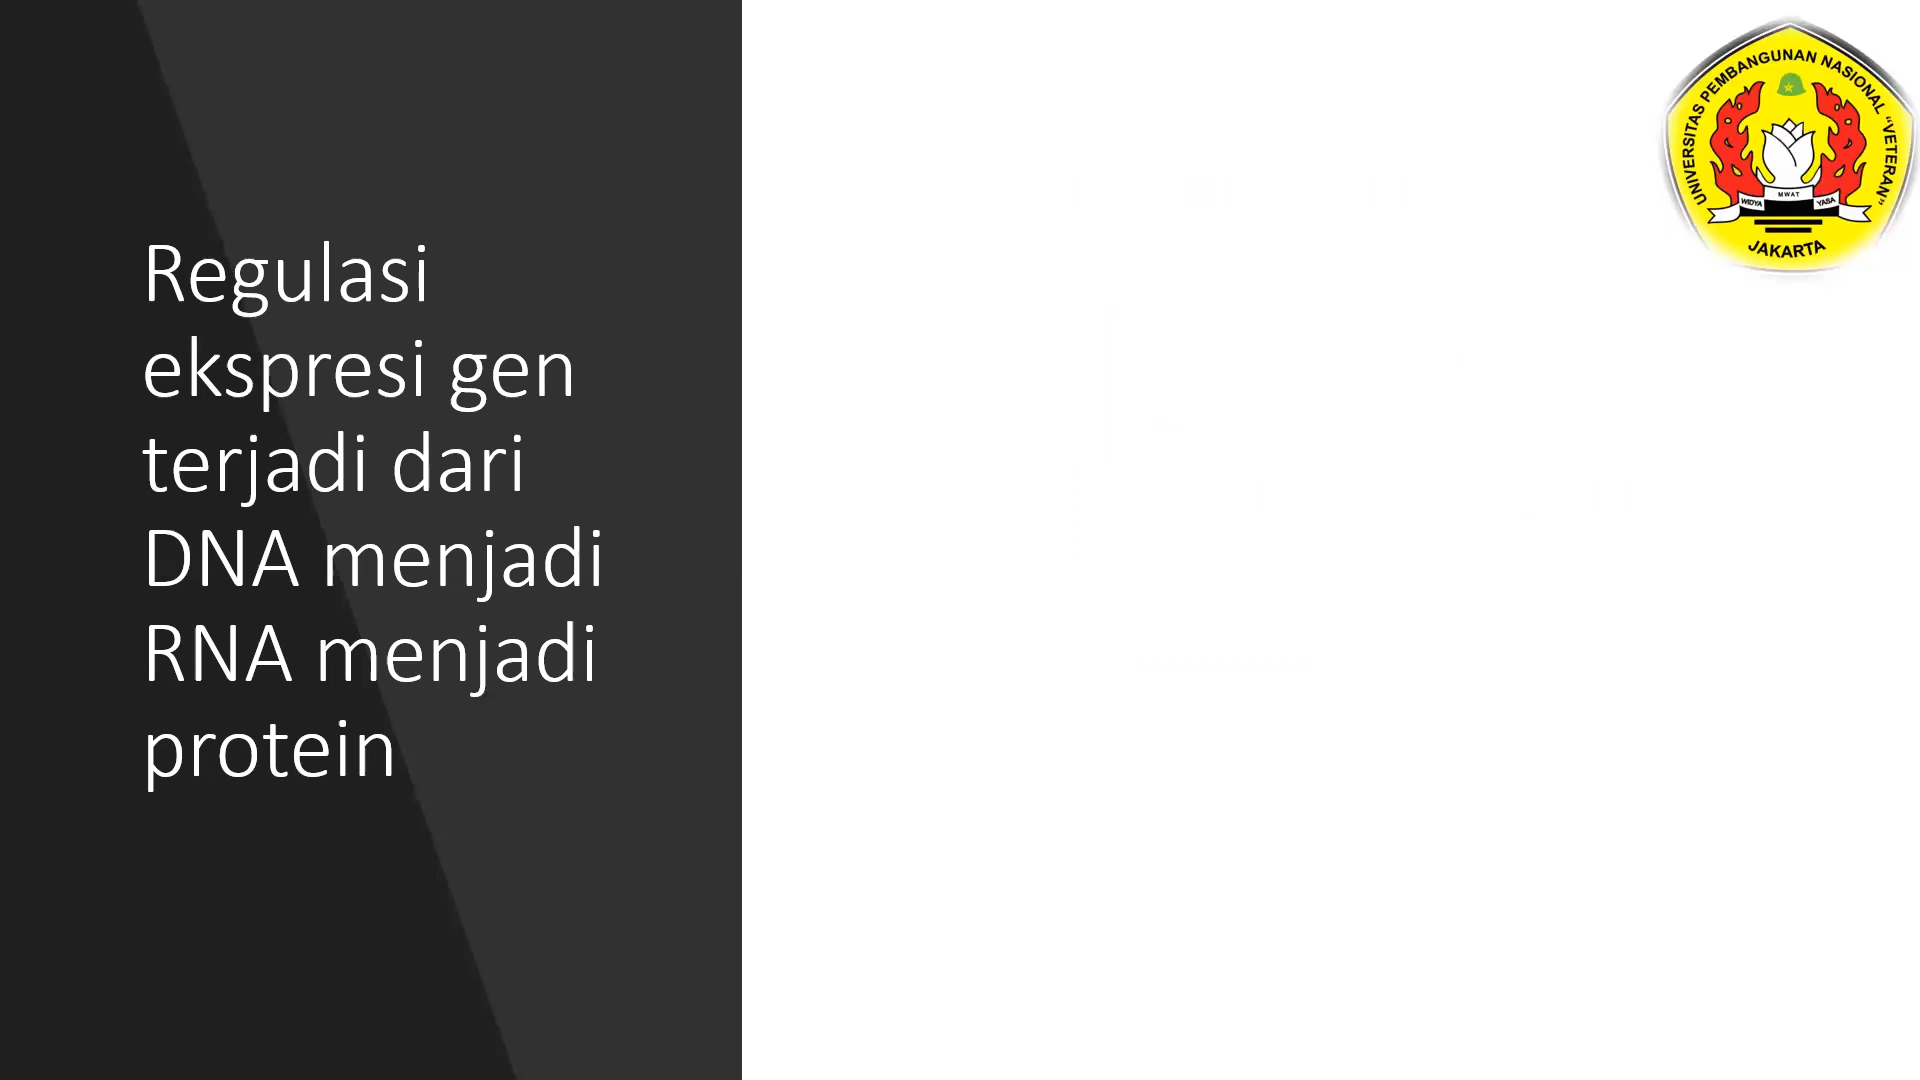 Regulasi
ekspresi gen
terjadi dari
DNA menjadi
RNA menjadi
protein
UNIVERSITAS PEMBANGUNAN NASIONAL “VETERAN”
MWAT
WIDYA YASA
JAKARTA